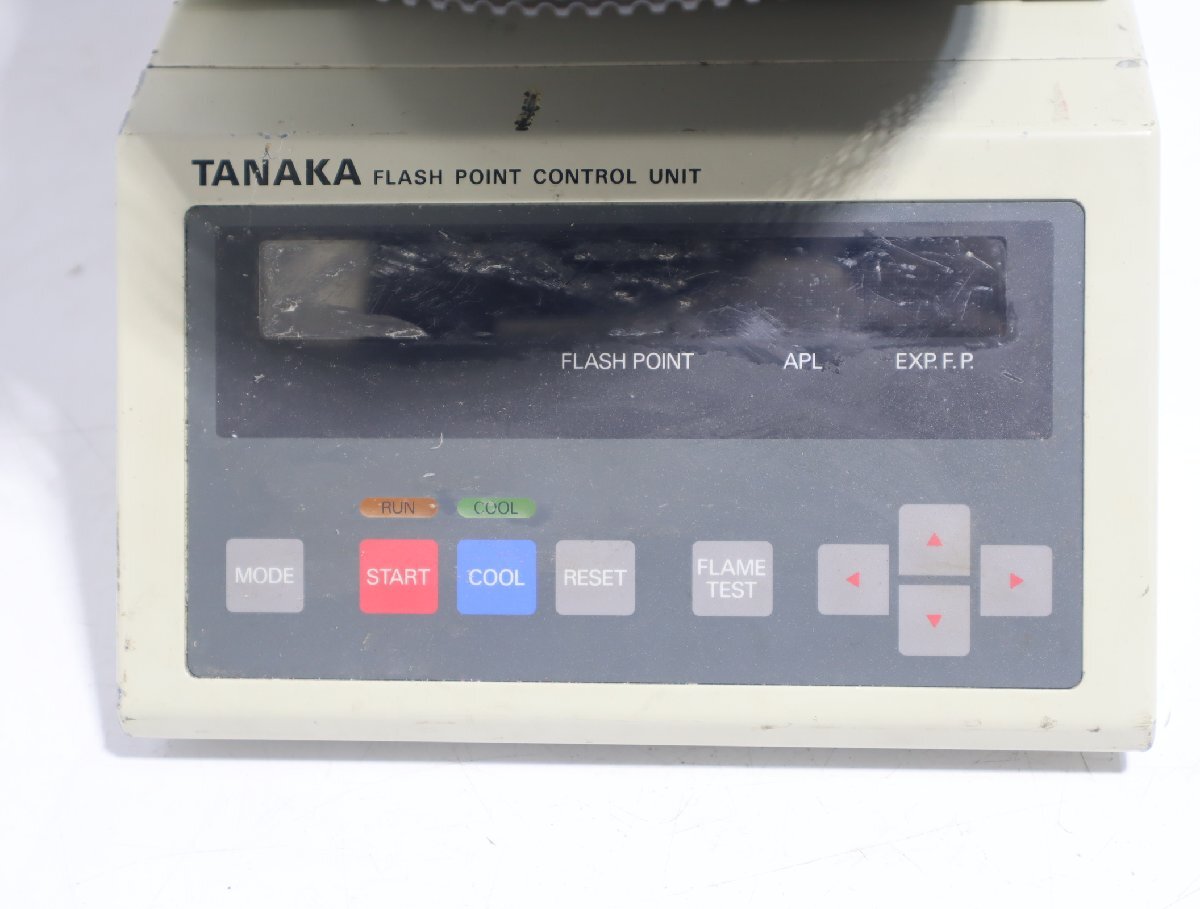 TANAKA FLASH POINT CONTROL UNIT
FLASH POINT APL EXP. F. P.
RUN COOL
MODE START COOL RESET FLAME TEST